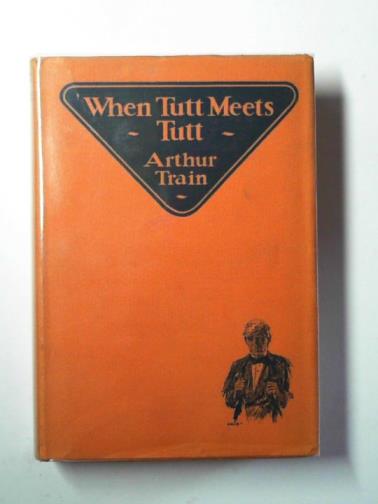 When Tutt Meets
~ Tutt ~
Arthur
Train
~